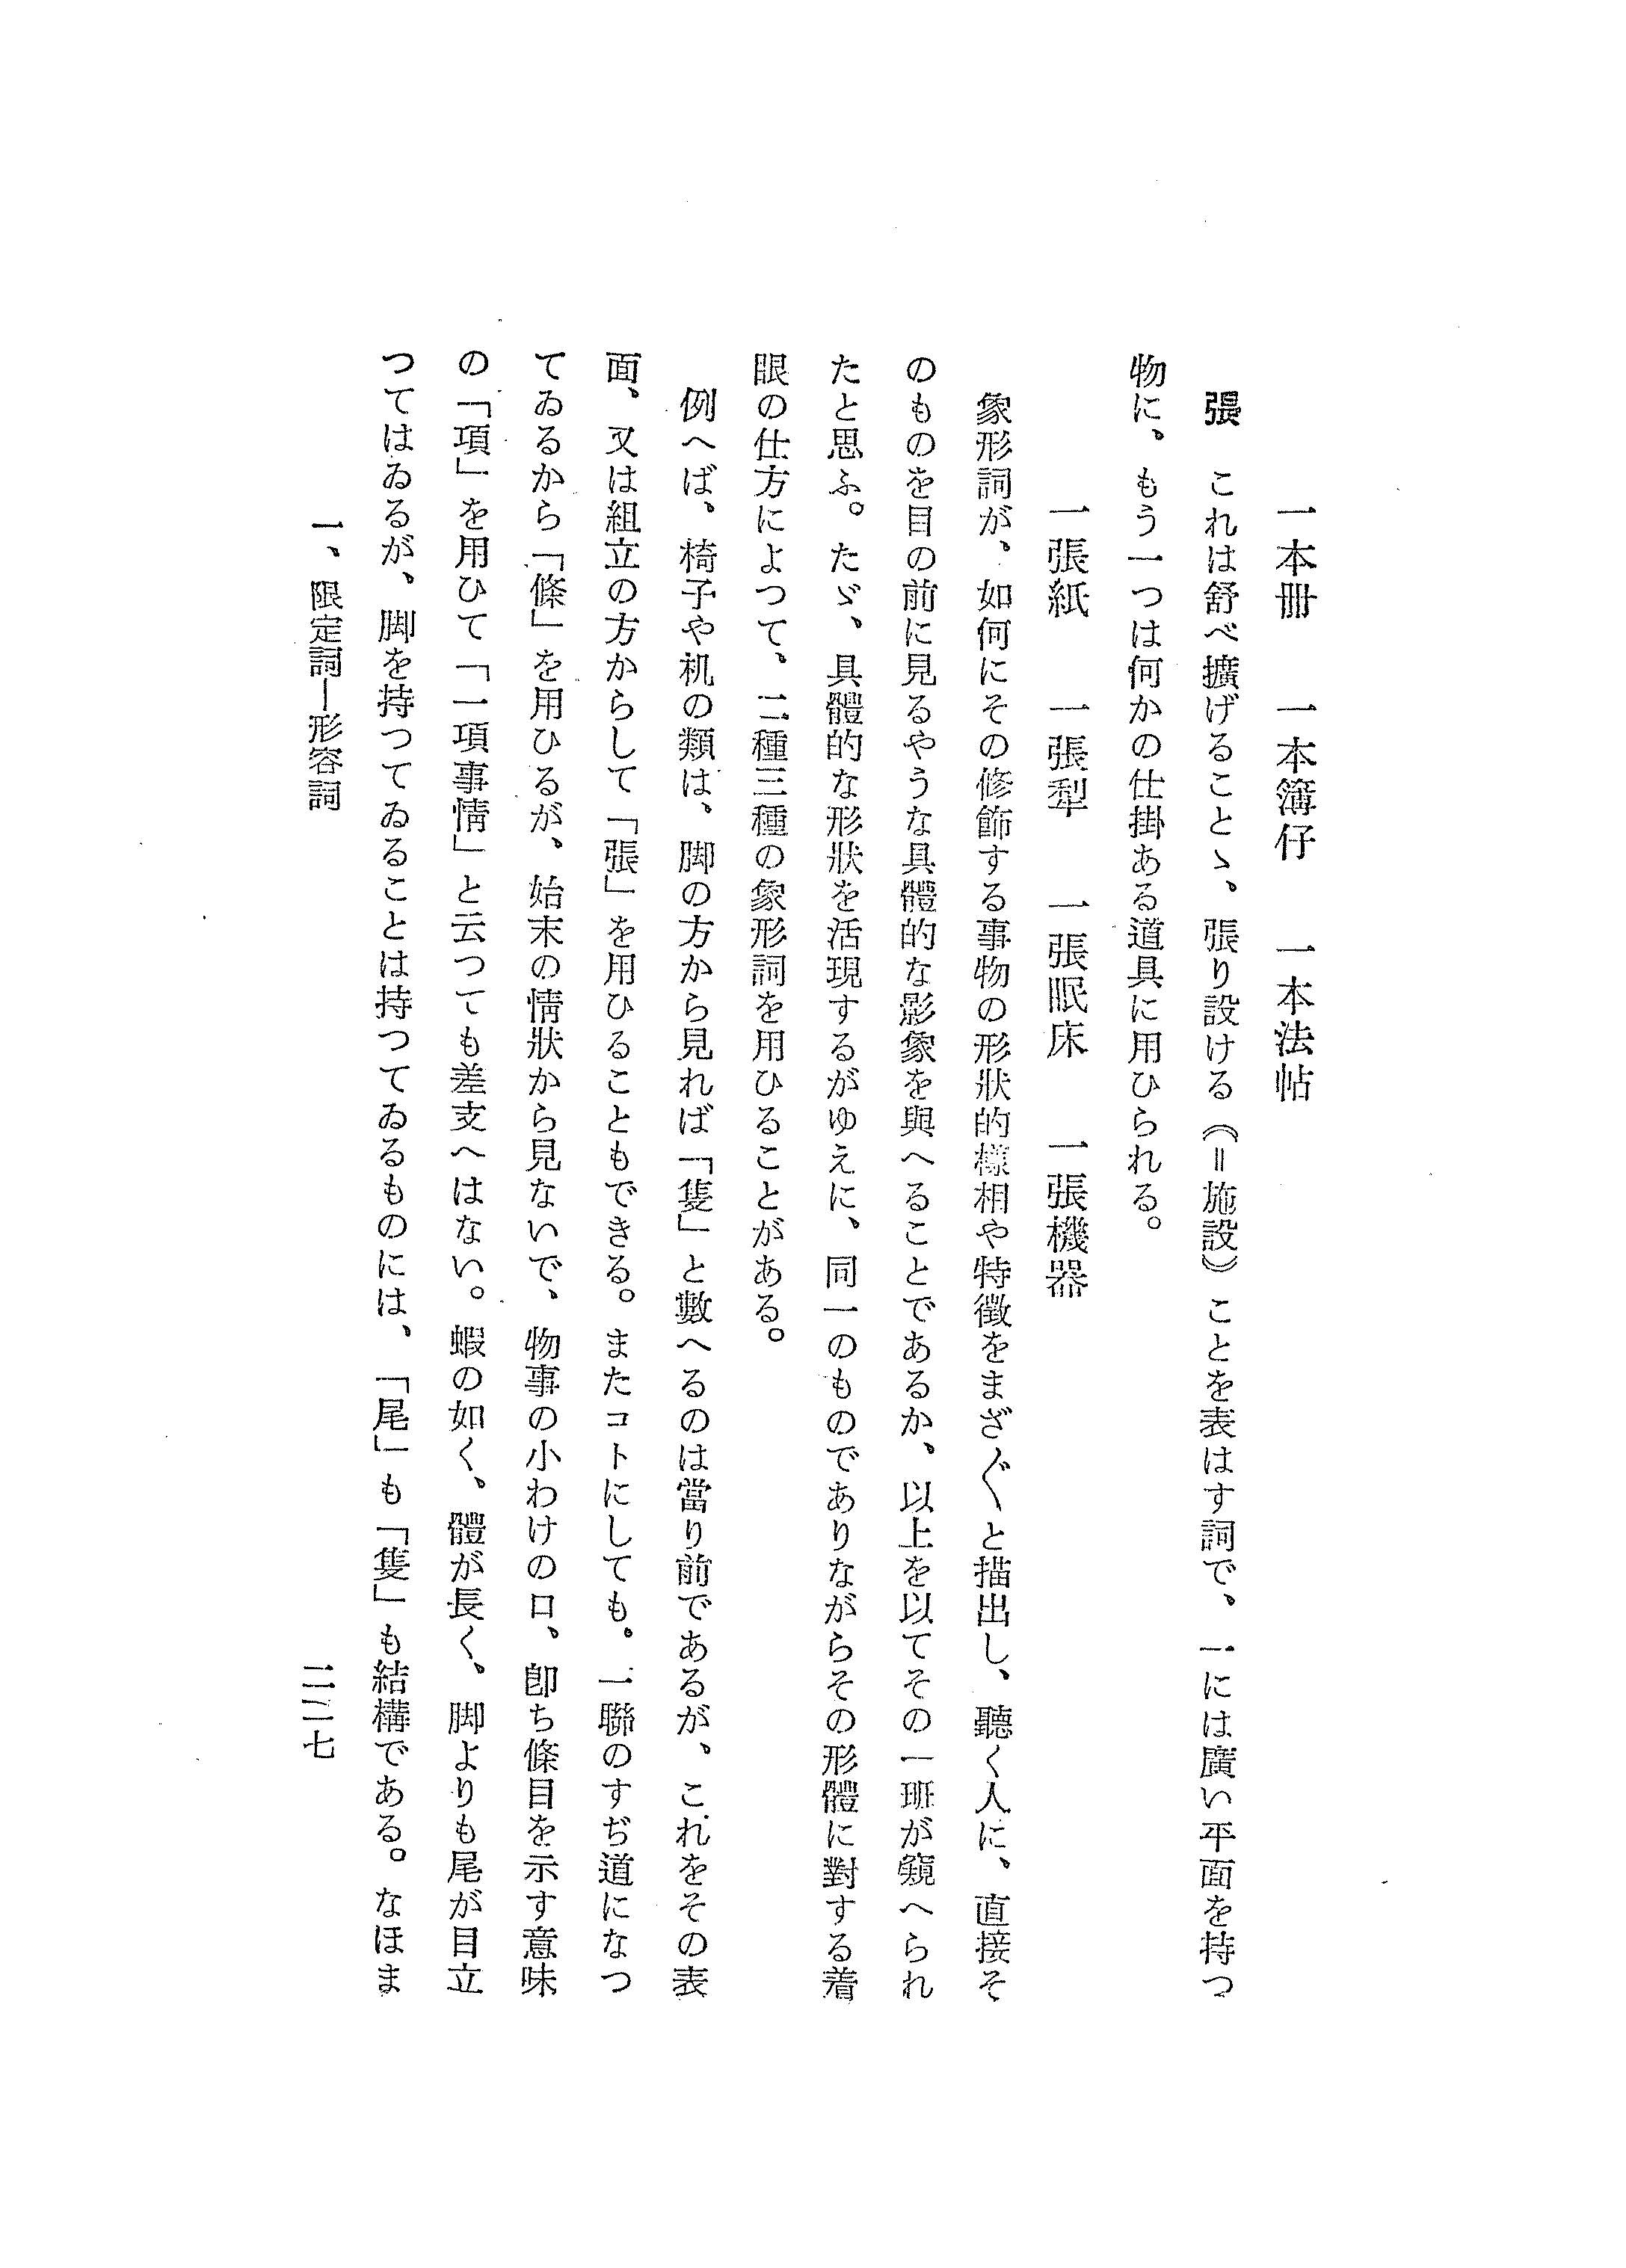 一本冊　一本簿仔　一本法帖
張　これは舒べ擴げることゝ、張り設ける（＝施設）ことを表はす詞で、一には廣い平面を持つ
物に、もう一つは何かの仕掛ある道具に用ひられる。
一張紙　一張犁　一張眠床　一張機器
象形詞が、如何にその修飾する事物の形狀的樣相や特徵をまざ〴〵と描出し、聽く人に、直接そ
のものを目の前に見るやうな具體的な影象を與へることであるか、以上を以てその一班が窺へられ
たと思ふ。たゞ、具體的な形狀を活現するがゆえに、同一のものでありながらその形體に對する着
眼の仕方によつて、二種三種の象形詞を用ひることがある。
例へば、椅子や机の類は、脚の方から見れば「隻」と數へるのは當り前であるが、これをその表
面、又は組立の方からして「張」を用ひることもできる。またコトにしても。一聯のすぢ道になつ
てゐるから「條」を用ひるが、始末の情狀から見ないで、物事の小わけの口、卽ち條目を示す意味
の「項」を用ひて「一項事情」と云つても差支へはない。蝦の如く、體が長く、脚よりも尾が目立
つてはゐるが、脚を持つてゐることは持つてゐるものには、「尾」も「隻」も結構である。なほま
一、限定詞―形容詞
二二七